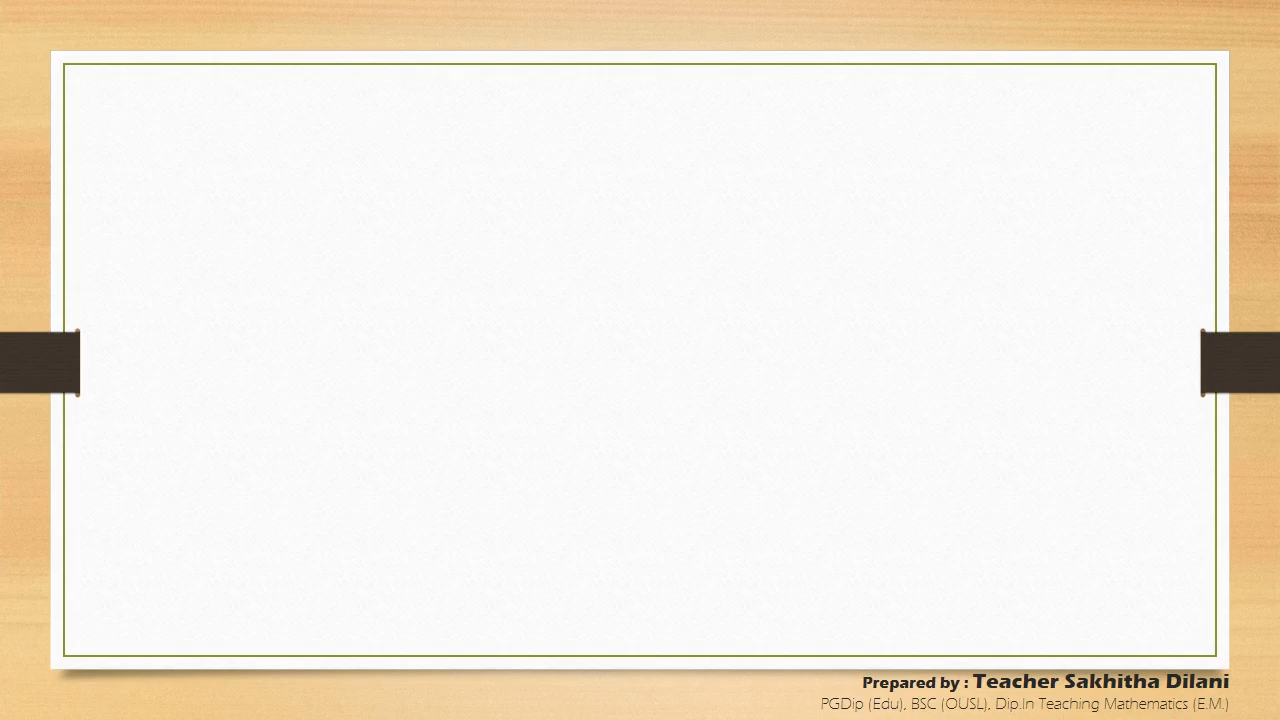 Prepared by : Teacher Sakhitha Dilani
PGDip (Edu), BSC (OUSL), Dip.In Teaching Mathematics (E.M.)